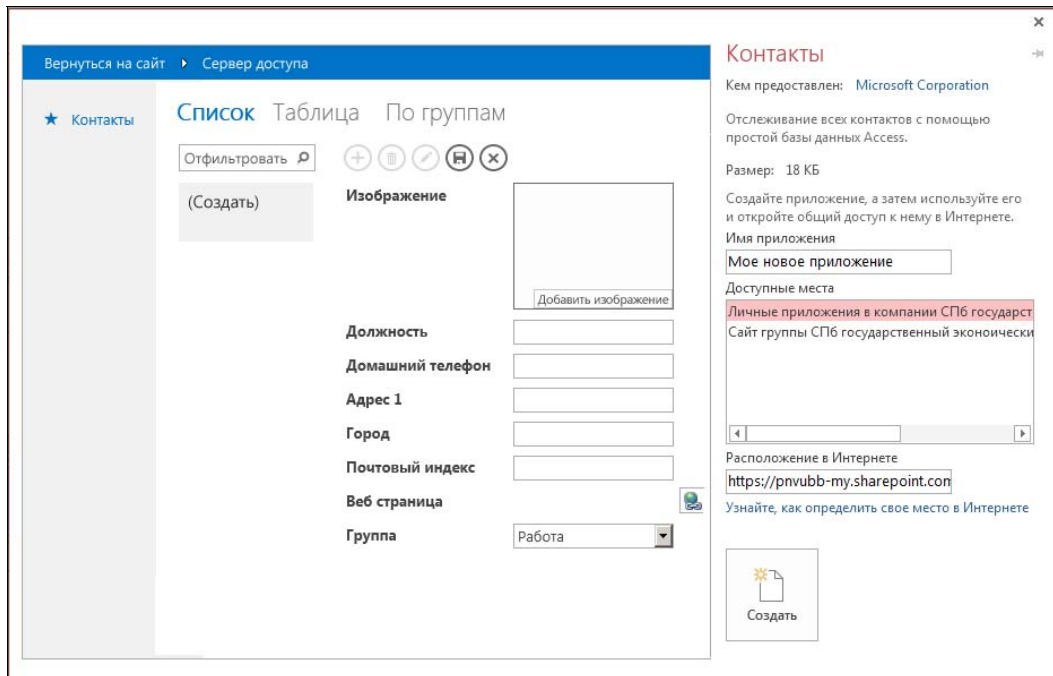 Вернуться на сайт Сервер доступа
Контакты
Список Таблица По группам
Отфильтровать
(Создать)
Изображение
Добавить изображение
Должность
Домашний телефон
Адрес 1
Город
Почтовый индекс
Веб страница
Группа Работа
Контакты
Кем предоставлен: Microsoft Corporation
Отслеживание всех контактов с помощью
простой базы данных Access.
Размер: 18 КБ
Создайте приложение, а затем используйте его
и откройте общий доступ к нему в Интернете.
Имя приложения
Мое новое приложение
Доступные места
Личные приложения в компании СПб государст
Сайт группы СПб государственный эконоически
Расположение в Интернете
https://pnvubb-my.sharepoint.com
Узнайте, как определить свое место в Интернете
Создать